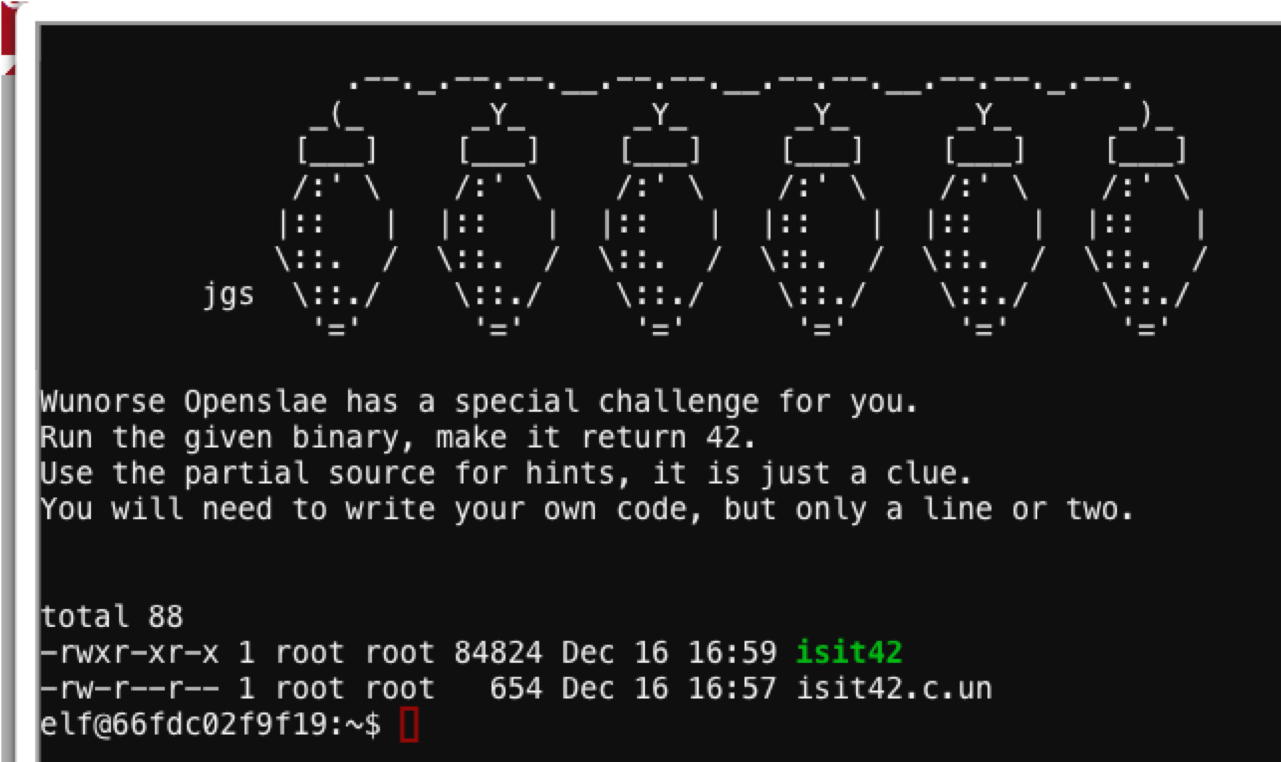 jgs
Wunorse Openslae has a special challenge for you.
Run the given binary, make it return 42.
Use the partial source for hints, it is just a clue.
You will need to write your own code, but only a line or two.
total 88
-rwxr-xr-x 1 root root 84824 Dec 16 16:59 isit42
-rw-r--r-- 1 root root   654 Dec 16 16:57 isit42.c.un
elf@66fdc02f9f19:~$